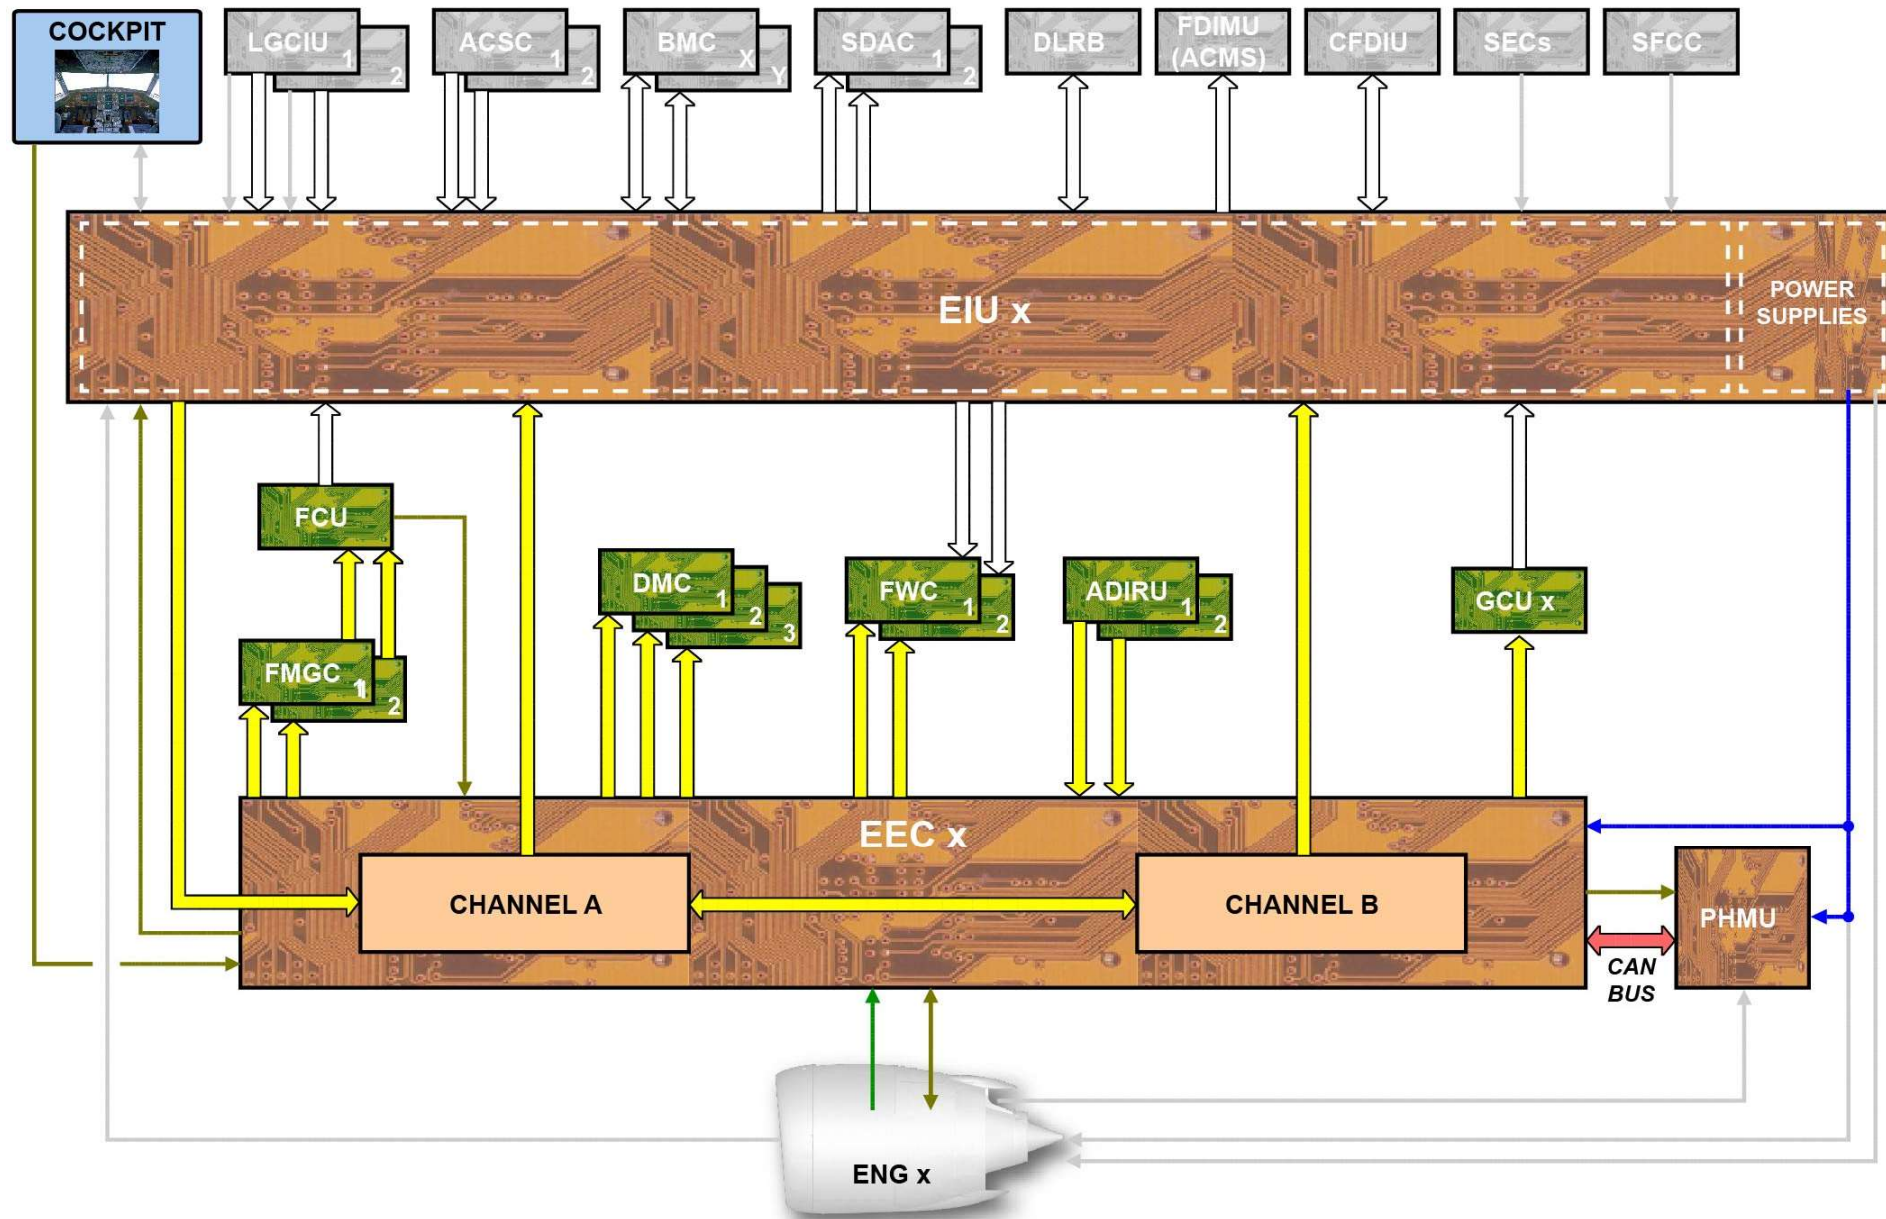 COCKPIT
LGCIU
1
2
ACSC
1
2
BMC
X
Y
SDAC
1
2
DLRB
FDIMU
(ACMS)
CFDIU
SECs
SFCC
EIU x
POWER
SUPPLIES
FCU
DMC
1
2
3
FWC
1
2
ADIRU
1
2
GCU x
FMGC
1
2
EEC x
CHANNEL A
CHANNEL B
PHMU
CAN
BUS
ENG x